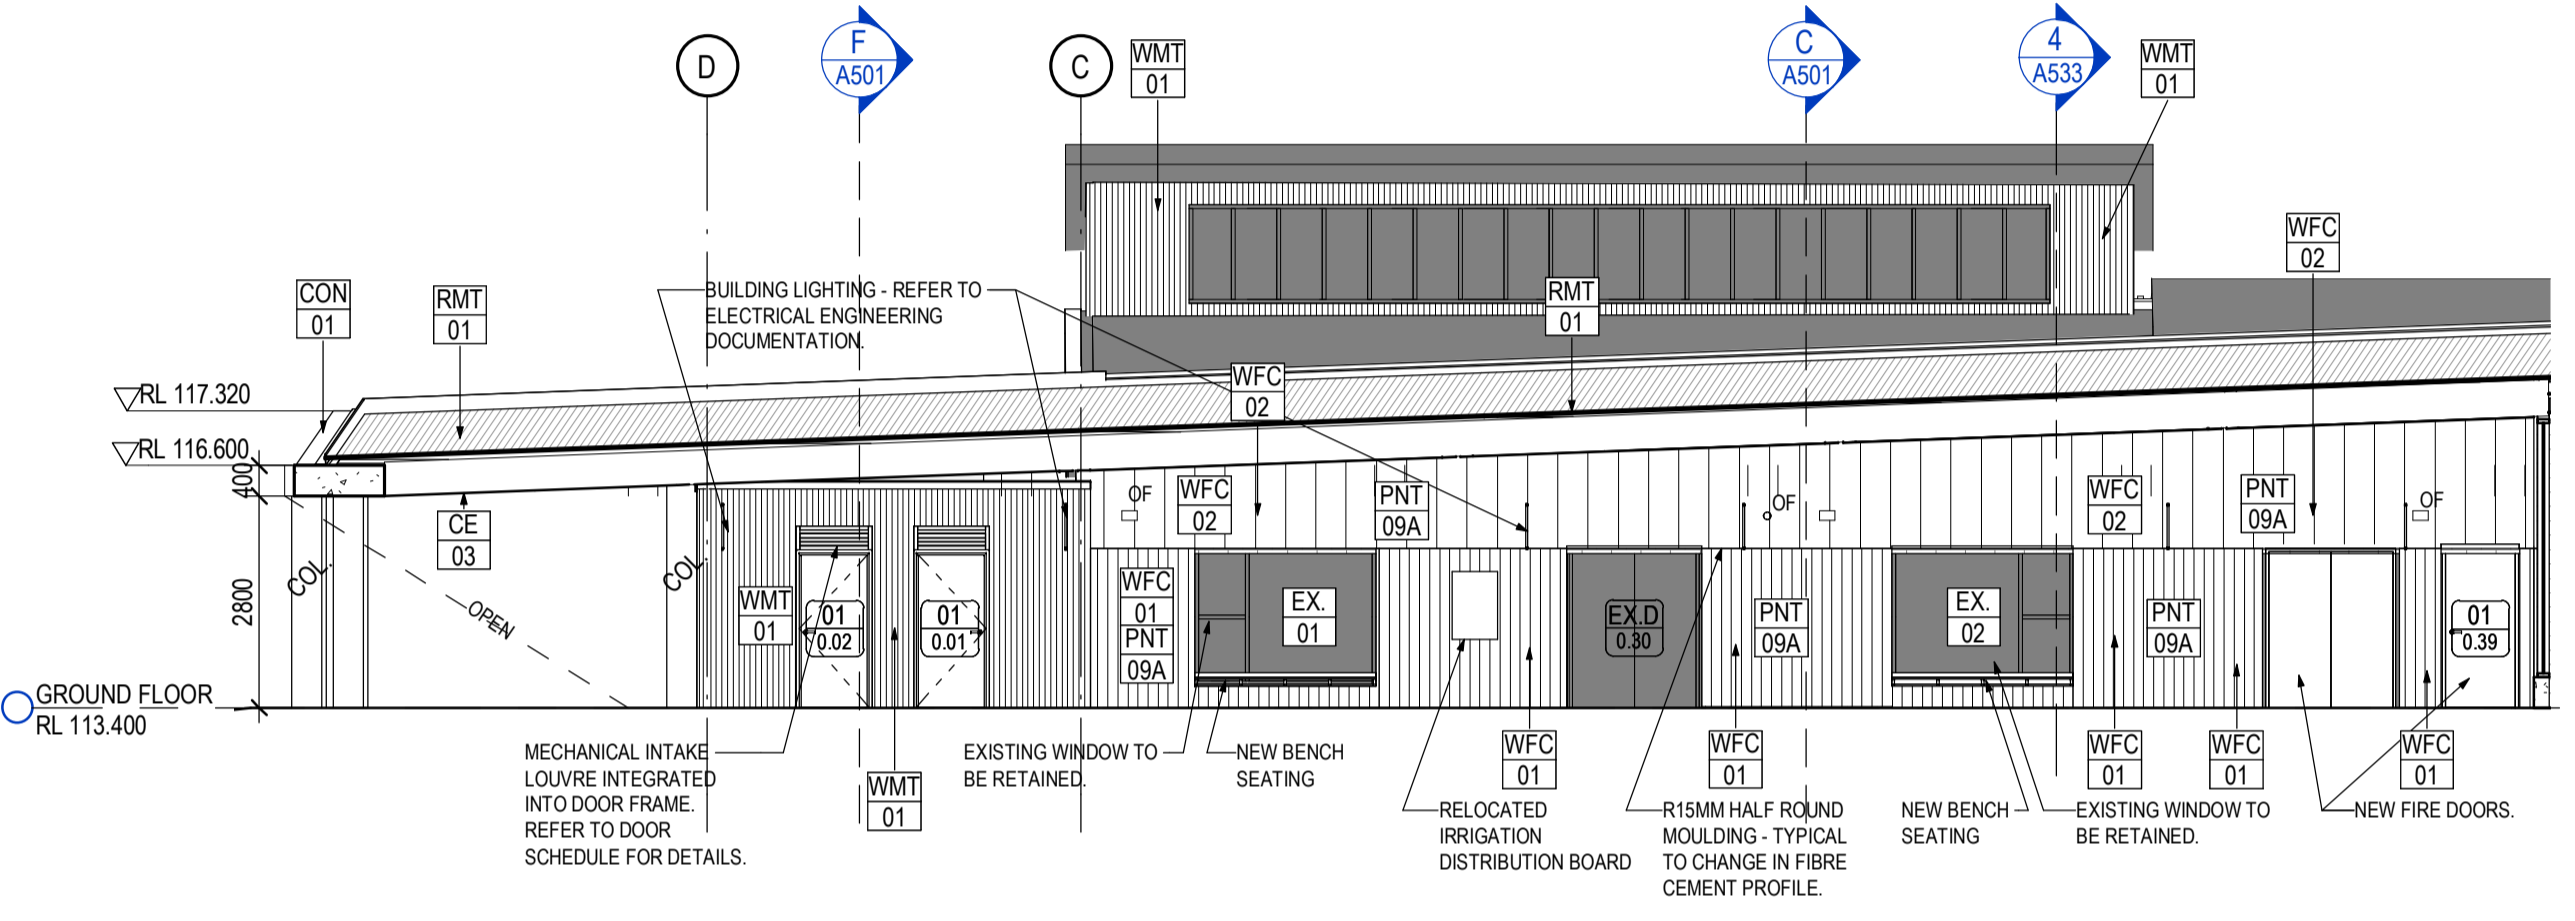 D
F
A501
C
WMT
01
C
A501
4
A533
WMT
01
WFC
02
CON
01
RMT
01
BUILDING LIGHTING - REFER TO
ELECTRICAL ENGINEERING
DOCUMENTATION.
RMT
01
WFC
02
RL 117.320
RL 116.600
400
2800
CE
03
COL.
OPEN
COL.
OF
WFC
02
PNT
09A
OF
WFC
02
PNT
09A
OF
WMT
01
01
0.02
01
0.01
WFC
01
PNT
09A
EX.
01
EX.D
0.30
PNT
09A
EX.
02
PNT
09A
01
0.39
GROUND FLOOR
RL 113.400
MECHANICAL INTAKE
LOUVRE INTEGRATED
INTO DOOR FRAME.
REFER TO DOOR
SCHEDULE FOR DETAILS.
WMT
01
EXISTING WINDOW TO
BE RETAINED.
NEW BENCH
SEATING
WFC
01
RELOCATED
IRRIGATION
DISTRIBUTION BOARD
WFC
01
R15MM HALF ROUND
MOULDING - TYPICAL
TO CHANGE IN FIBRE
CEMENT PROFILE.
NEW BENCH
SEATING
WFC
01
EXISTING WINDOW TO
BE RETAINED.
WFC
01
WFC
01
NEW FIRE DOORS.